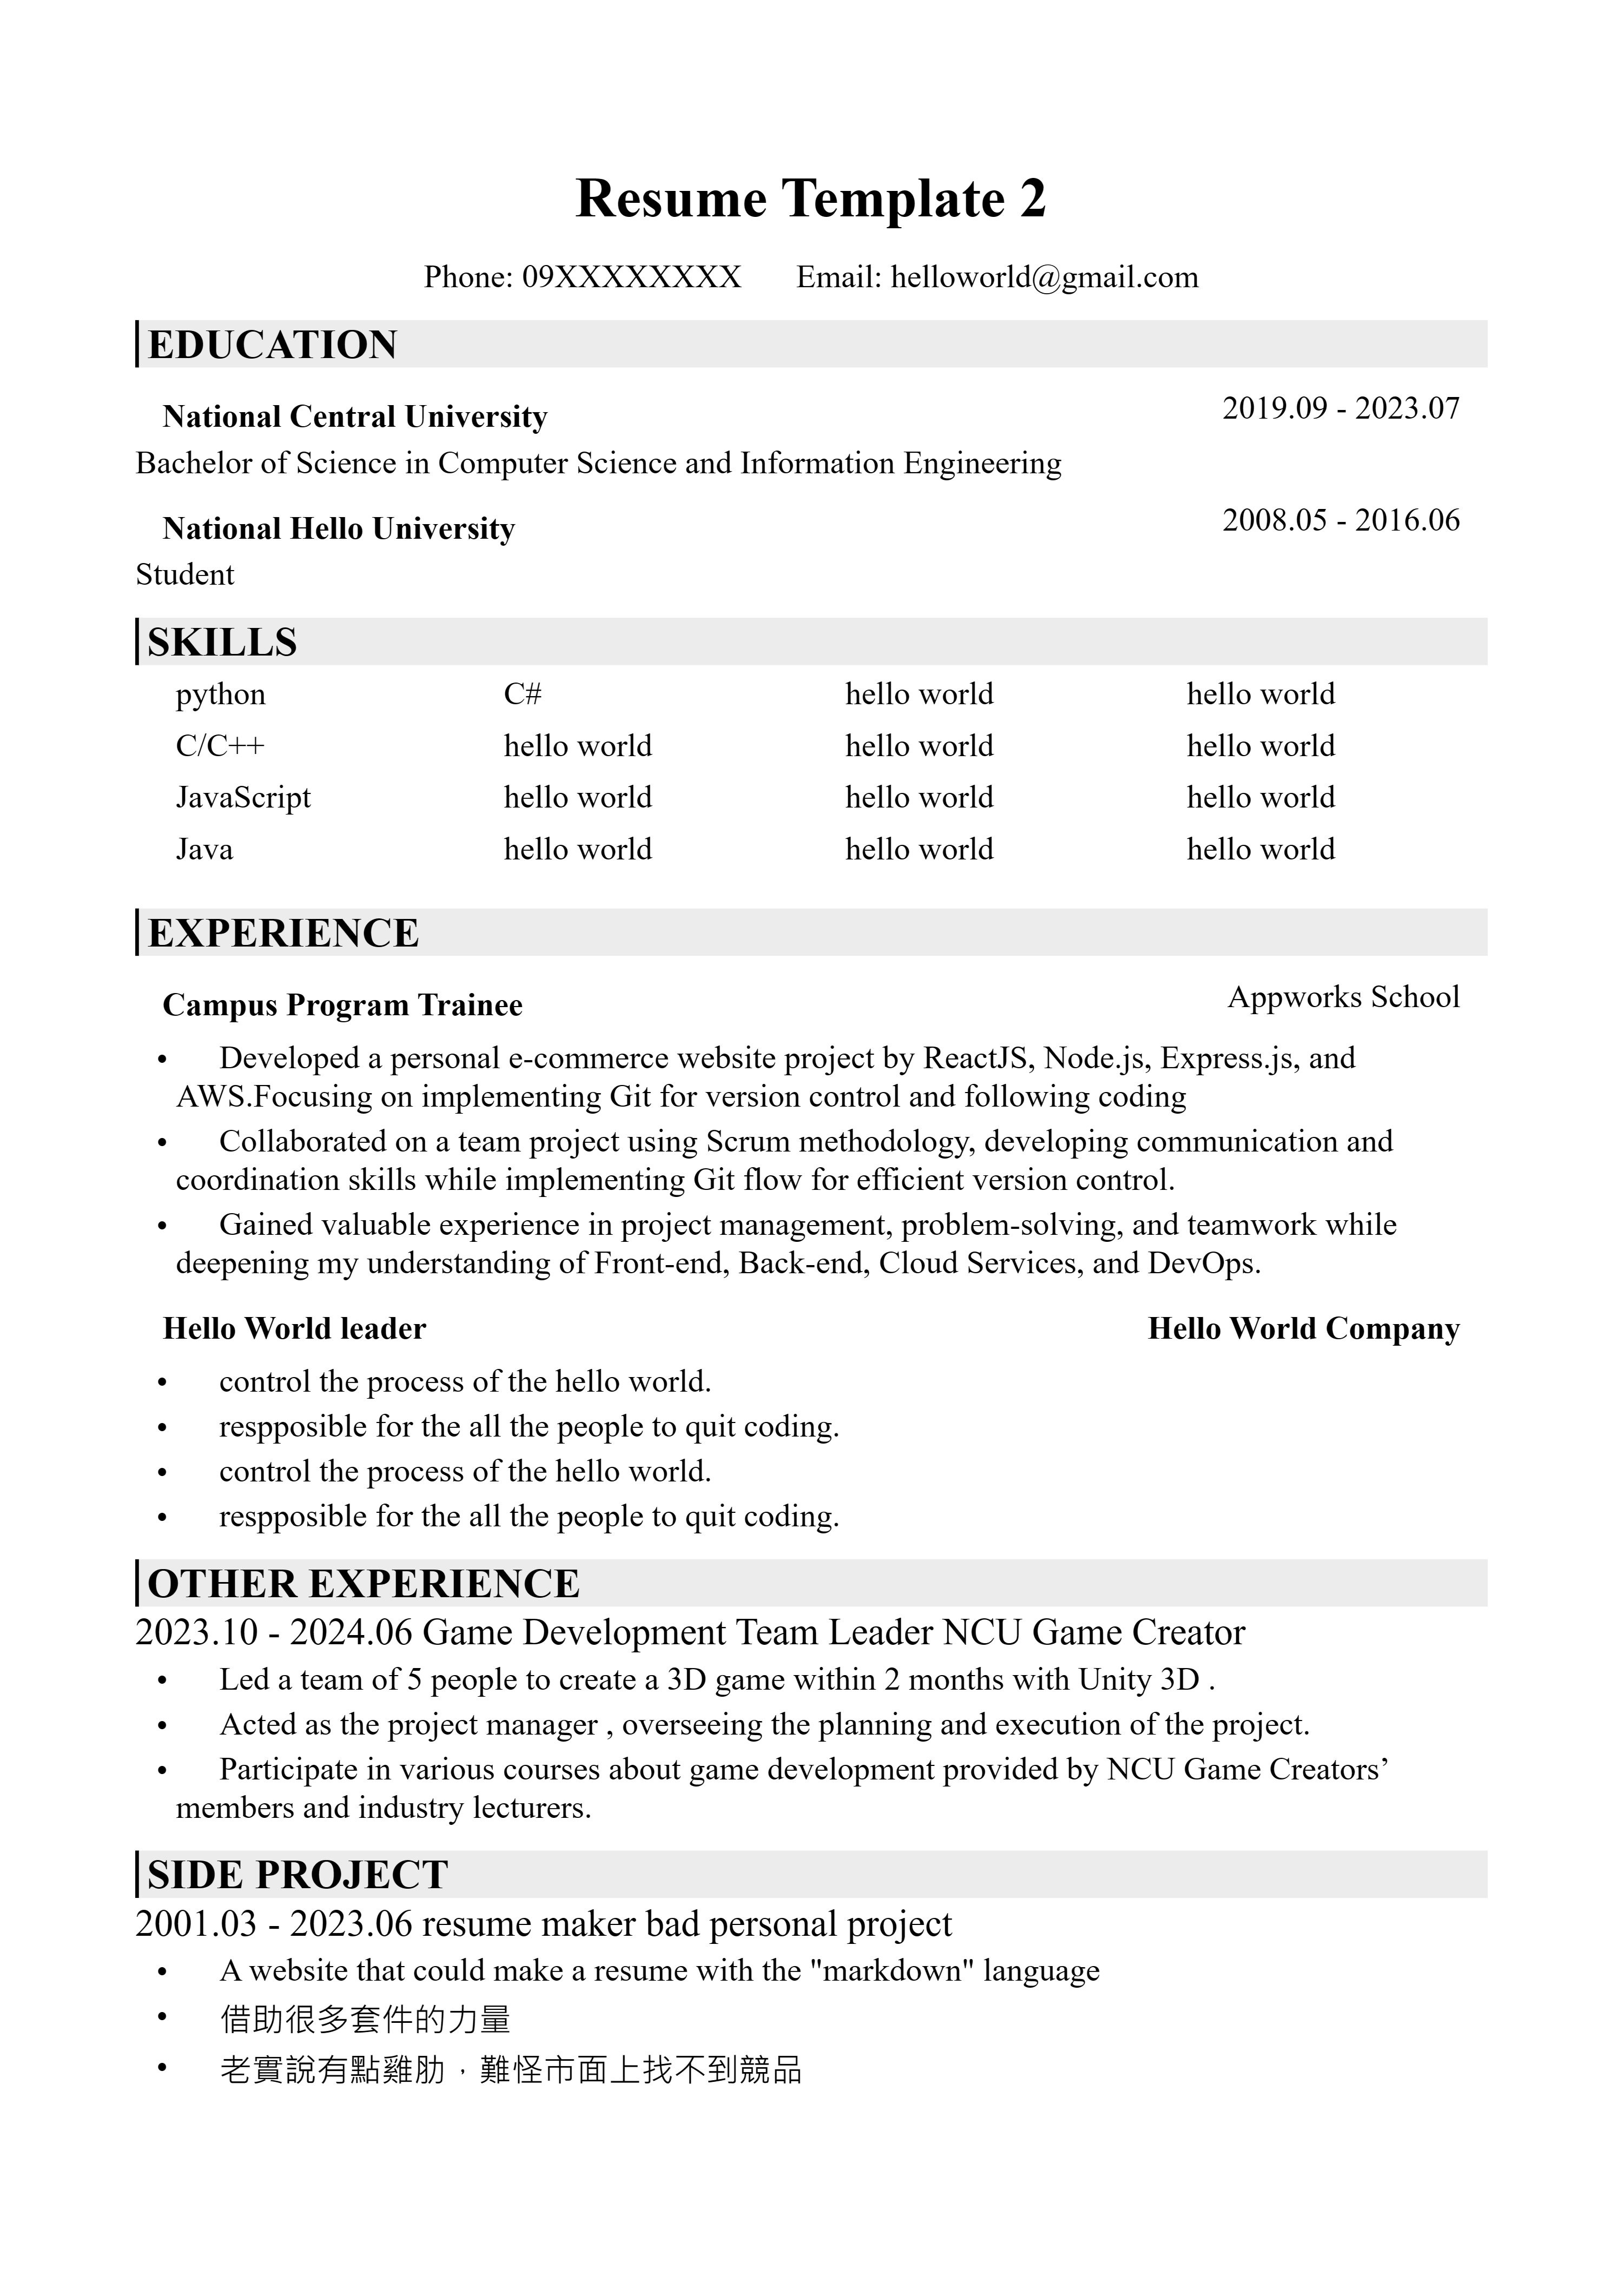 Resume Template 2
Phone: 09XXXXXXXX Email: helloworld@gmail.com
EDUCATION
National Central University 2019.09 - 2023.07
Bachelor of Science in Computer Science and Information Engineering
National Hello University 2008.05 - 2016.06
Student
SKILLS
python C# hello world hello world
C/C++ hello world hello world hello world
JavaScript hello world hello world hello world
Java hello world hello world hello world
EXPERIENCE
Campus Program Trainee Appworks School
• Developed a personal e-commerce website project by ReactJS, Node.js, Express.js, and
AWS.Focusing on implementing Git for version control and following coding
• Collaborated on a team project using Scrum methodology, developing communication and
coordination skills while implementing Git flow for efficient version control.
• Gained valuable experience in project management, problem-solving, and teamwork while
deepening my understanding of Front-end, Back-end, Cloud Services, and DevOps.
Hello World leader Hello World Company
• control the process of the hello world.
• respposible for the all the people to quit coding.
• control the process of the hello world.
• respposible for the all the people to quit coding.
OTHER EXPERIENCE
2023.10 - 2024.06 Game Development Team Leader NCU Game Creator
• Led a team of 5 people to create a 3D game within 2 months with Unity 3D .
• Acted as the project manager , overseeing the planning and execution of the project.
• Participate in various courses about game development provided by NCU Game Creators’
members and industry lecturers.
SIDE PROJECT
2001.03 - 2023.06 resume maker bad personal project
• A website that could make a resume with the "markdown" language
• 借助很多套件的力量
• 老實說有點雞肋，難怪市面上找不到競品